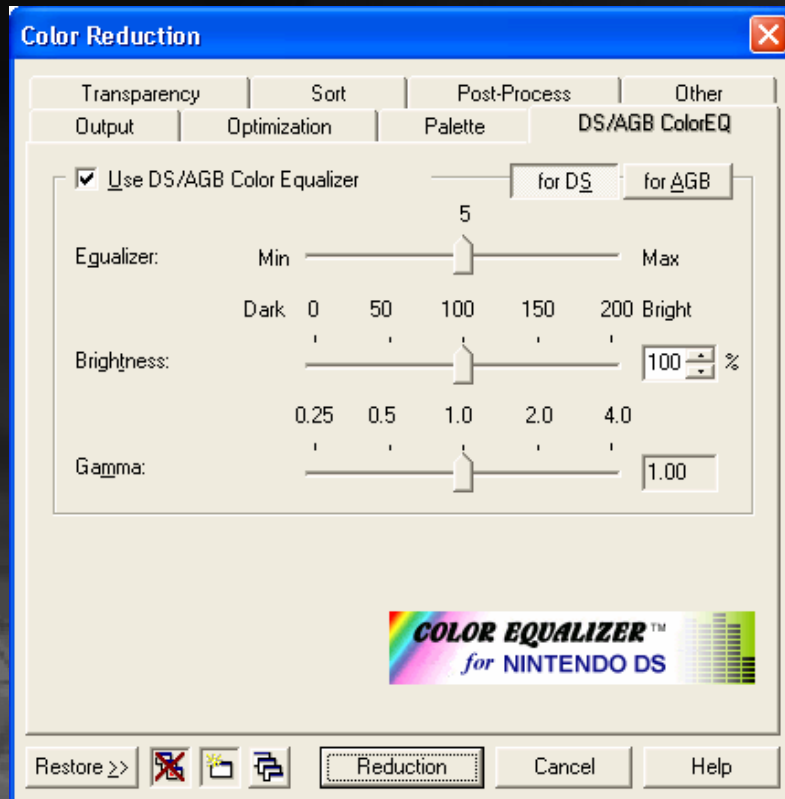 Color Reduction
Transparency Sort Post-Process Other
Output Optimization Palette DS/AGB ColorEQ
Use DS/AGB Color Equalizer for DS for AGB
5
Equalizer: Min Max
Dark 0 50 100 150 200 Bright
Brightness: 100 %
0.25 0.5 1.0 2.0 4.0
Gamma: 1.00
COLOR EQUALIZER™
for NINTENDO DS
Restore >> Reduction Cancel Help